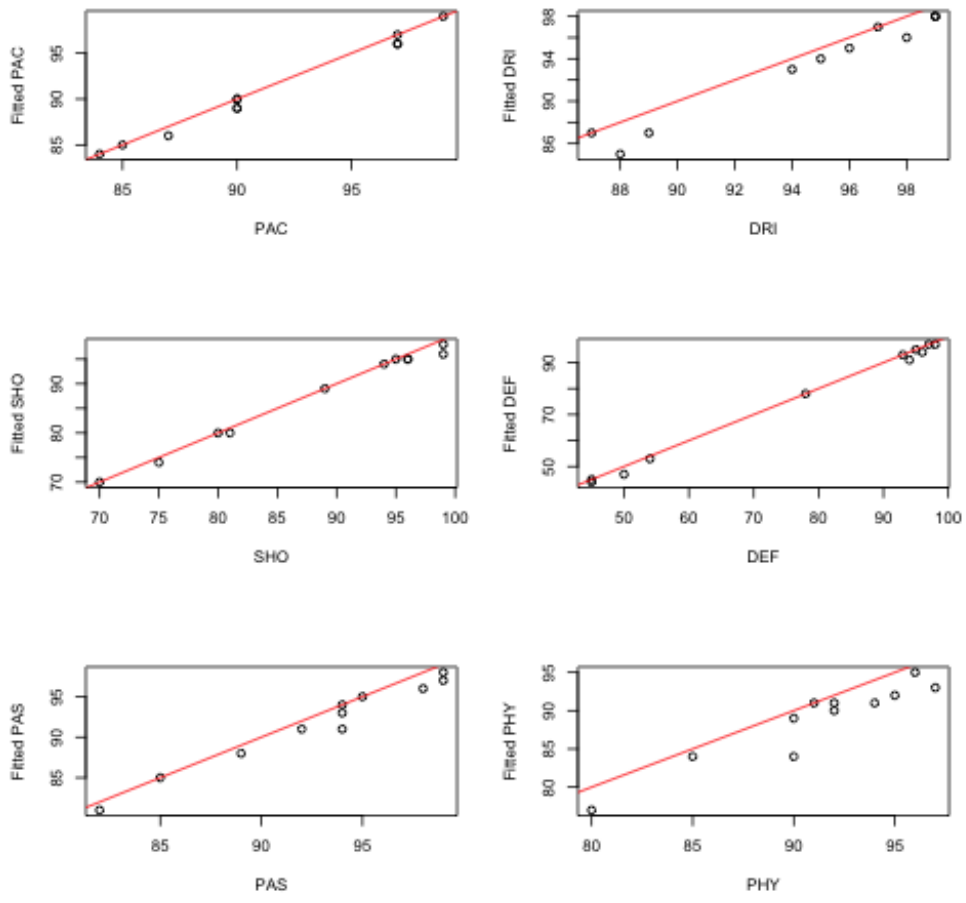 Fitted PAC
85 90 95
85 90 95
PAC
Fitted DRI
86 90 94 98
88 90 92 94 96 98
DRI
Fitted SHO
70 80 90
70 75 80 85 90 95 100
SHO
Fitted DEF
50 70 90
50 60 70 80 90 100
DEF
Fitted PAS
85 90 95
85 90 95
PAS
Fitted PHY
80 85 90 95
80 85 90 95
PHY